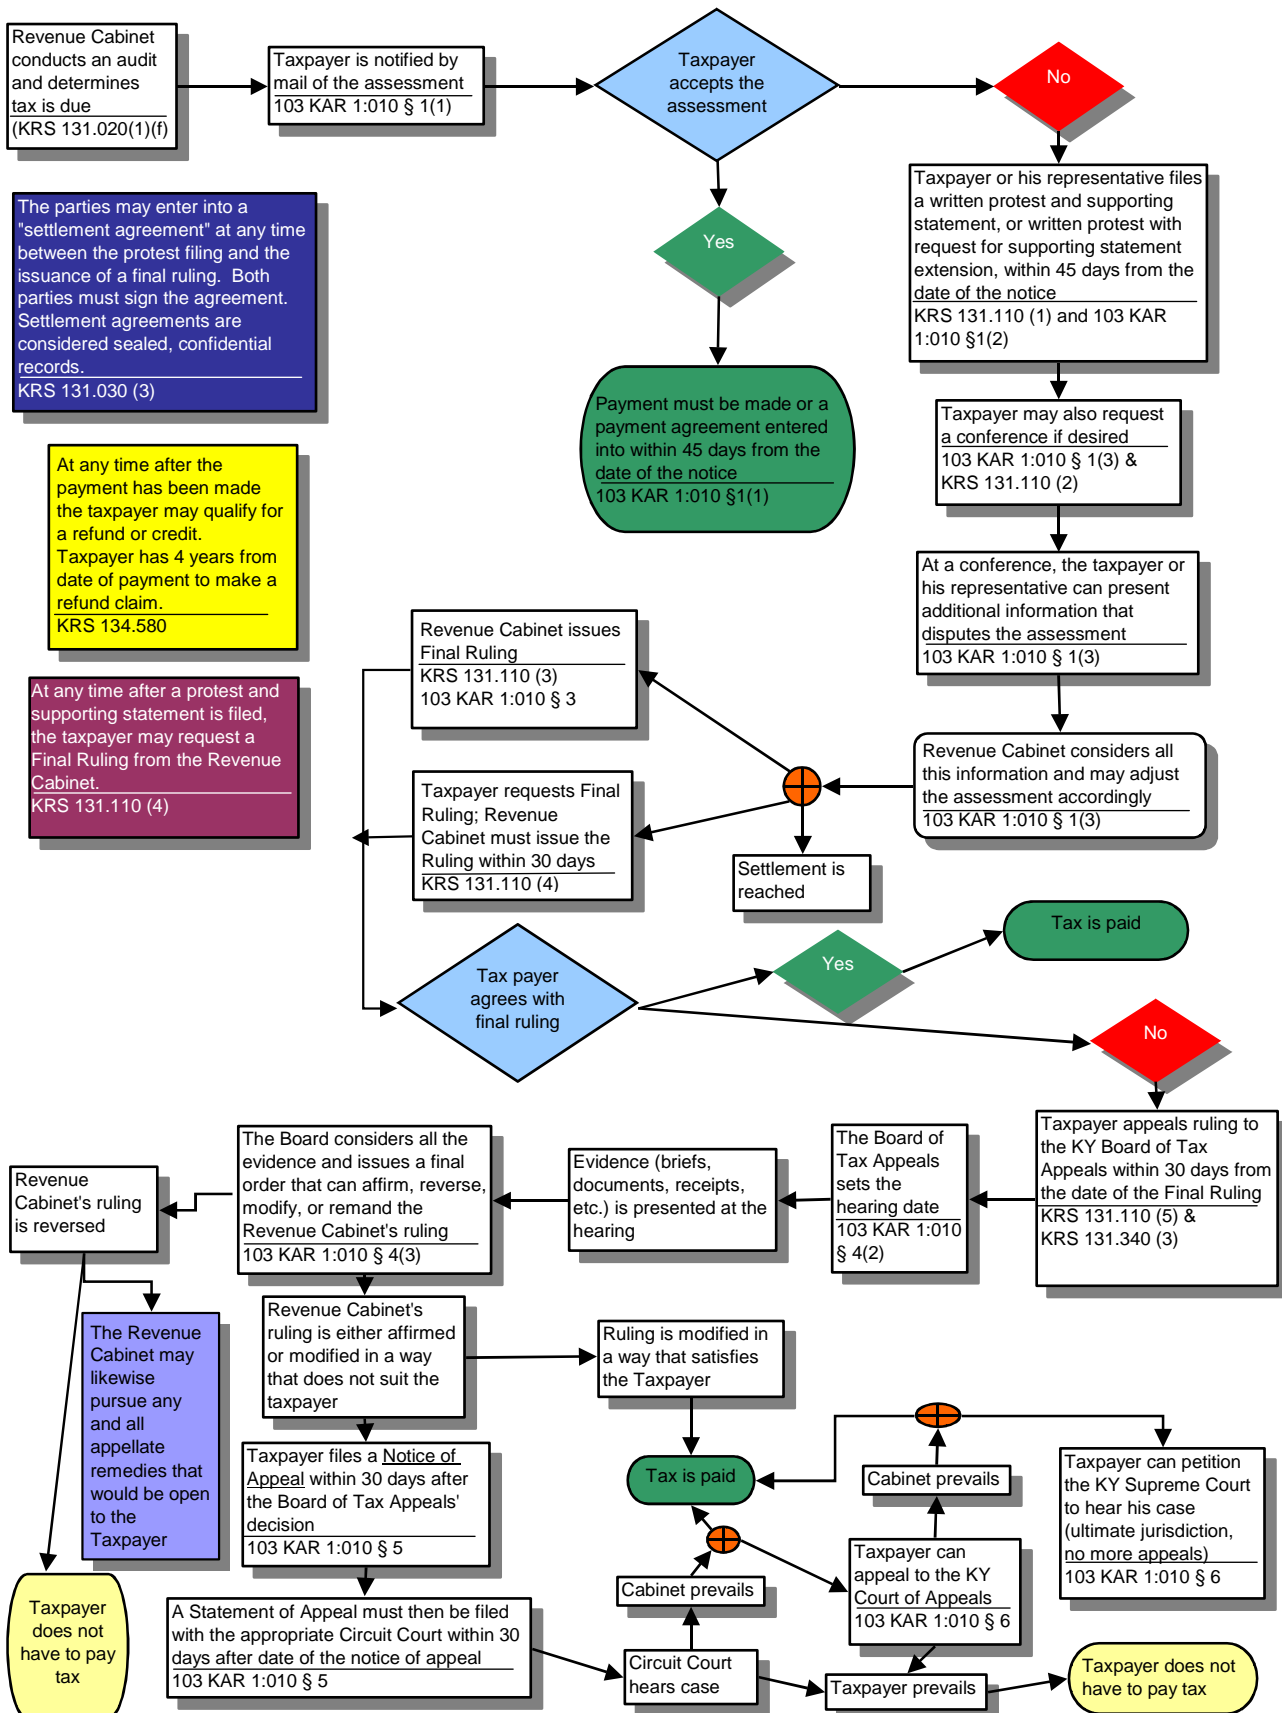 Revenue Cabinet
conducts an audit
and determines
tax is due
(KRS 131.020(1)(f)
Taxpayer is notified by
mail of the assessment
103 KAR 1:010 § 1(1)
Taxpayer
accepts the
assessment
No
Yes
Taxpayer or his representative files
a written protest and supporting
statement, or written protest with
request for supporting statement
extension, within 45 days from the
date of the notice
KRS 131.110 (1) and 103 KAR
1:010 §1(2)
The parties may enter into a
"settlement agreement" at any time
between the protest filing and the
issuance of a final ruling. Both
parties must sign the agreement.
Settlement agreements are
considered sealed, confidential
records.
KRS 131.030 (3)
Payment must be made or a
payment agreement entered
into within 45 days from the
date of the notice
103 KAR 1:010 §1(1)
Taxpayer may also request
a conference if desired
103 KAR 1:010 § 1(3) &
KRS 131.110 (2)
At any time after the
payment has been made
the taxpayer may qualify for
a refund or credit.
Taxpayer has 4 years from
date of payment to make a
refund claim.
KRS 134.580
At a conference, the taxpayer or
his representative can present
additional information that
disputes the assessment
103 KAR 1:010 § 1(3)
Revenue Cabinet issues
Final Ruling
KRS 131.110 (3)
103 KAR 1:010 § 3
At any time after a protest and
supporting statement is filed,
the taxpayer may request a
Final Ruling from the Revenue
Cabinet.
KRS 131.110 (4)
Revenue Cabinet considers all
this information and may adjust
the assessment accordingly
103 KAR 1:010 § 1(3)
Taxpayer requests Final
Ruling; Revenue
Cabinet must issue the
Ruling within 30 days
KRS 131.110 (4)
Settlement is
reached
Tax is paid
Yes
Tax payer
agrees with
final ruling
No
Taxpayer appeals ruling to
the KY Board of Tax
Appeals within 30 days from
the date of the Final Ruling
KRS 131.110 (5) &
KRS 131.340 (3)
The Board of
Tax Appeals
sets the
hearing date
103 KAR 1:010
§ 4(2)
Evidence (briefs,
documents, receipts,
etc.) is presented at the
hearing
The Board considers all the
evidence and issues a final
order that can affirm, reverse,
modify, or remand the
Revenue Cabinet's ruling
103 KAR 1:010 § 4(3)
Revenue
Cabinet's ruling
is reversed
The Revenue
Cabinet may
likewise
pursue any
and all
appellate
remedies that
would be open
to the
Taxpayer
Revenue Cabinet's
ruling is either affirmed
or modified in a way
that does not suit the
taxpayer
Ruling is modified in
a way that satisfies
the Taxpayer
Taxpayer files a Notice of
Appeal within 30 days after
the Board of Tax Appeals'
decision
103 KAR 1:010 § 5
Tax is paid
Cabinet prevails
Taxpayer can petition
the KY Supreme Court
to hear his case
(ultimate jurisdiction,
no more appeals)
103 KAR 1:010 § 6
Taxpayer can
appeal to the KY
Court of Appeals
103 KAR 1:010 § 6
Cabinet prevails
Taxpayer
does not
have to pay
tax
A Statement of Appeal must then be filed
with the appropriate Circuit Court within 30
days after date of the notice of appeal
103 KAR 1:010 § 5
Circuit Court
hears case
Taxpayer prevails
Taxpayer does not
have to pay tax